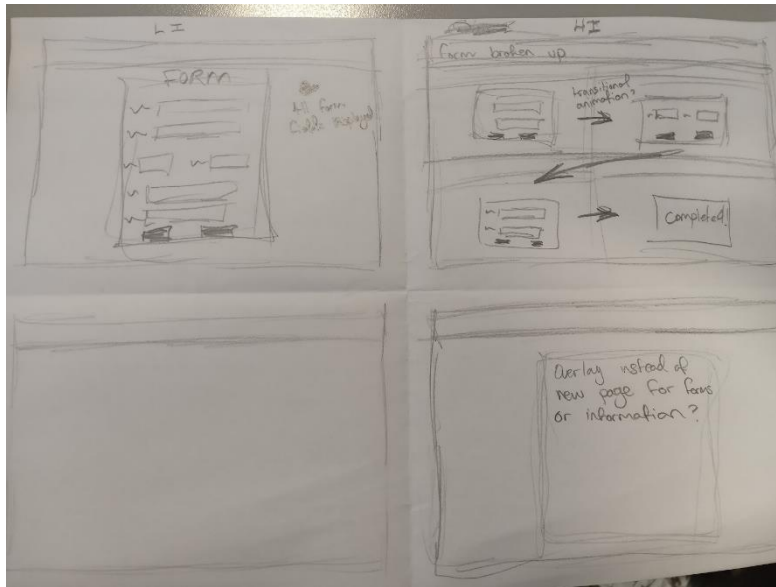 LI
HI
FORM
All form
fields displayed
form broken up
transitional
animation?
Completed!
Overlay instead of
new page for forms
or information?